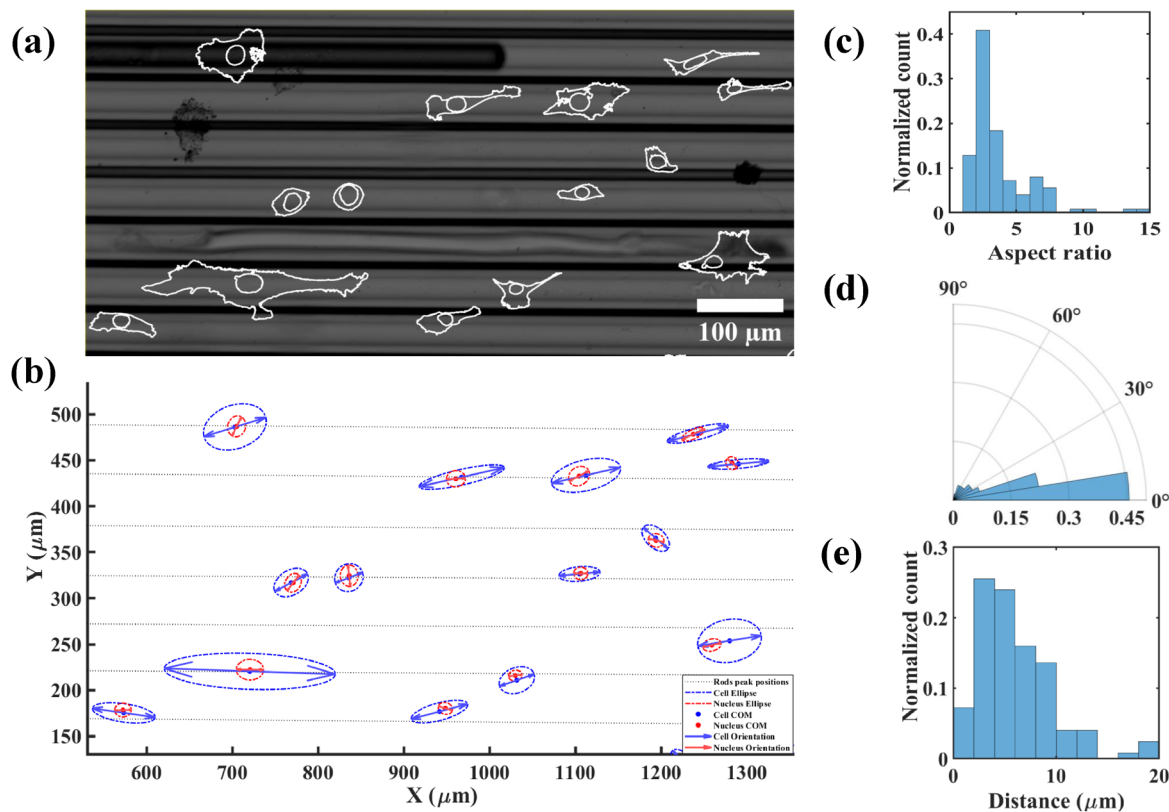 (a)
100 μm
(b)
Y (μm)
500
450
400
350
300
250
200
150
600
700
800
900
1000
1100
1200
1300
X (μm)
Rods peak positions
Cell Ellipse
Nucleus Ellipse
Cell COM
Nucleus COM
Cell Orientation
Nucleus Orientation
(c)
Normalized count
0.4
0.3
0.2
0.1
0
0
5
10
15
Aspect ratio
(d)
90°
60°
30°
0°
0
0.15
0.3
0.45
(e)
Normalized count
0.3
0.2
0.1
0
0
10
20
Distance (μm)